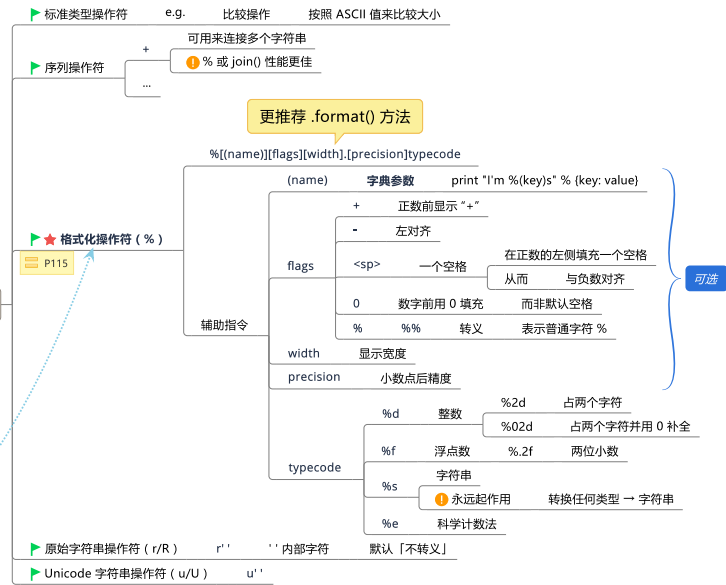 标准类型操作符 e.g. 比较操作 按照 ASCII 值来比较大小
序列操作符
+
可用来连接多个字符串
% 或 join() 性能更佳
...
更推荐 .format() 方法
格式化操作符（%）
P115
%[(name)][flags][width].[precision]typecode
辅助指令
(name) 字典参数 print "I'm %(key)s" % {key: value}
flags
+ 正数前显示 “+”
- 左对齐
<sp> 一个空格
在正数的左侧填充一个空格
从而 与负数对齐
0 数字前用 0 填充 而非默认空格
% %% 转义 表示普通字符 %
width 显示宽度
precision 小数点后精度
可选
typecode
%d 整数
%2d 占两个字符
%02d 占两个字符并用 0 补全
%f 浮点数 %.2f 两位小数
%s
字符串
永远起作用 转换任何类型 → 字符串
%e 科学计数法
原始字符串操作符（r/R） r' ' ' ' 内部字符 默认「不转义」
Unicode 字符串操作符（u/U） u' '